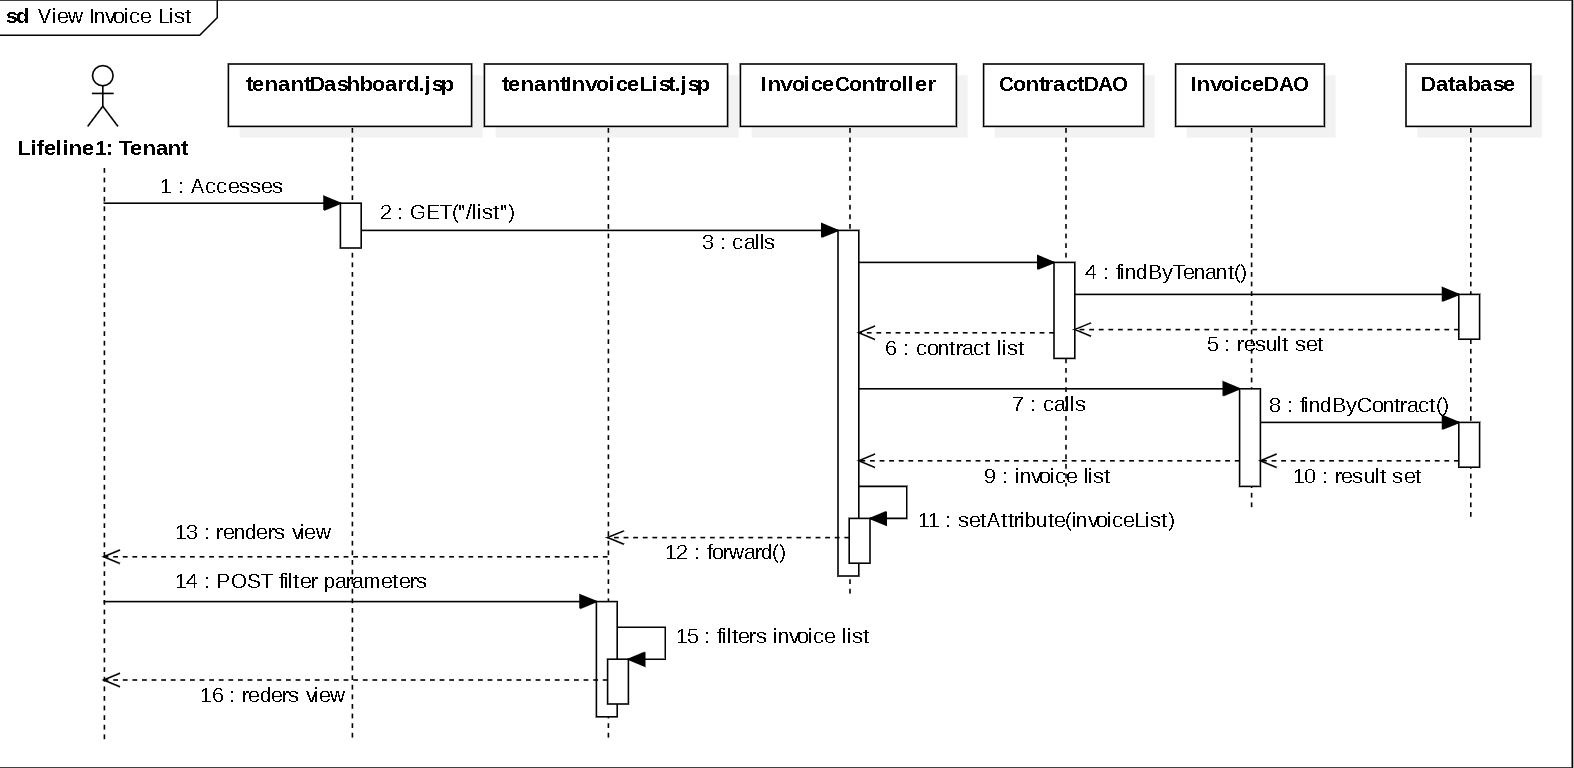 sd View Invoice List
tenantDashboard.jsp
tenantInvoiceList.jsp
InvoiceController
ContractDAO
InvoiceDAO
Database
Lifeline1: Tenant
1 : Accesses
2 : GET("/list")
3 : calls
4 : findByTenant()
5 : result set
6 : contract list
7 : calls
8 : findByContract()
9 : invoice list
10 : result set
11 : setAttribute(invoiceList)
12 : forward()
13 : renders view
14 : POST filter parameters
15 : filters invoice list
16 : reders view